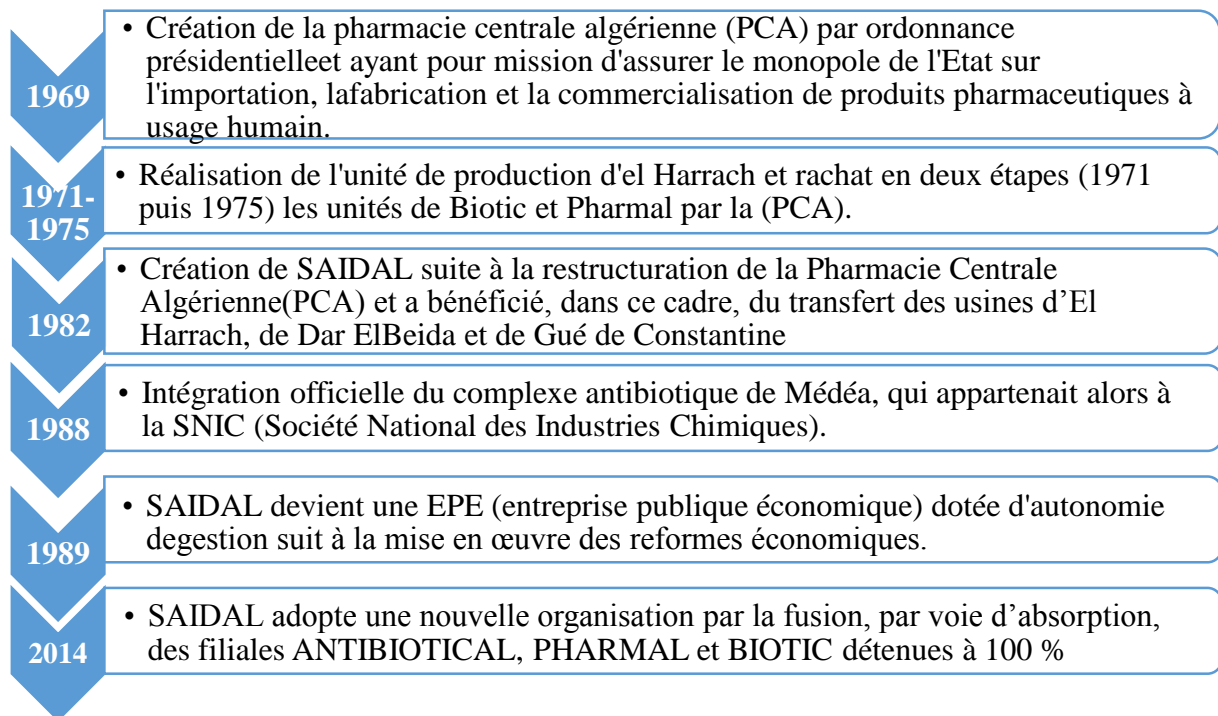 1969
• Création de la pharmacie centrale algérienne (PCA) par ordonnance
présidentielleet ayant pour mission d'assurer le monopole de l'Etat sur
l'importation, lafabrication et la commercialisation de produits pharmaceutiques à
usage humain.
1971-
1975
• Réalisation de l'unité de production d'el Harrach et rachat en deux étapes (1971
puis 1975) les unités de Biotic et Pharmal par la (PCA).
1982
• Création de SAIDAL suite à la restructuration de la Pharmacie Centrale
Algérienne(PCA) et a bénéficié, dans ce cadre, du transfert des usines d’El
Harrach, de Dar ElBeida et de Gué de Constantine
1988
• Intégration officielle du complexe antibiotique de Médéa, qui appartenait alors à
la SNIC (Société National des Industries Chimiques).
1989
• SAIDAL devient une EPE (entreprise publique économique) dotée d'autonomie
degestion suit à la mise en œuvre des reformes économiques.
2014
• SAIDAL adopte une nouvelle organisation par la fusion, par voie d’absorption,
des filiales ANTIBIOTICAL, PHARMAL et BIOTIC détenues à 100 %